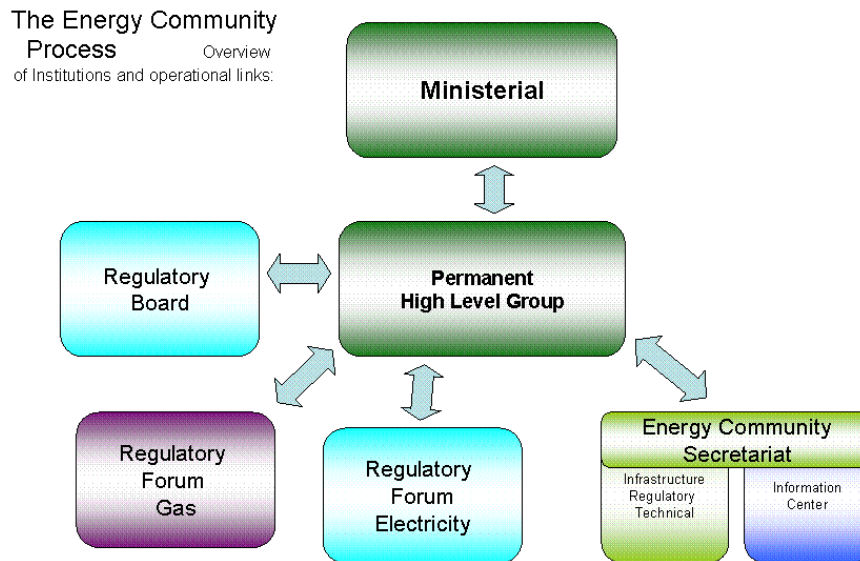 The Energy Community
Process Overview
of Institutions and operational links:
Ministerial
Regulatory
Board
Permanent
High Level Group
Regulatory
Forum
Gas
Regulatory
Forum
Electricity
Energy Community
Secretariat
Infrastructure
Regulatory
Technical
Information
Center